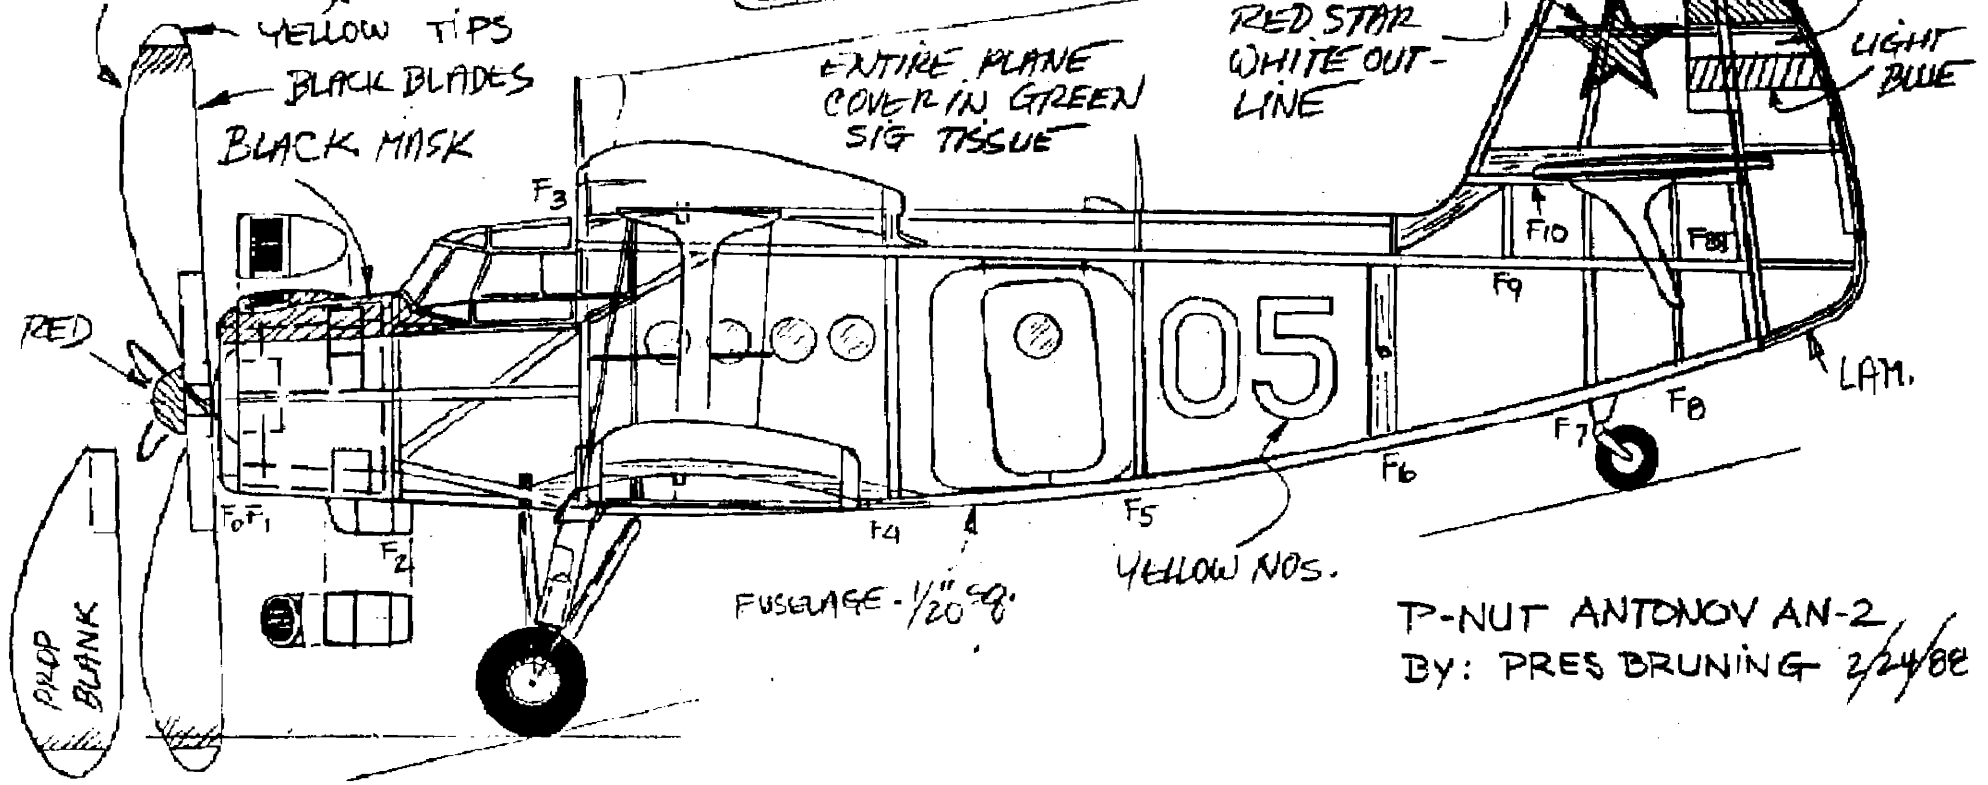 YELLOW TIPS
BLACK BLADES
BLACK MASK
ENTIRE PLANE
COVER IN GREEN
SIG TISSUE
RED STAR
WHITE OUT-
LINE
LIGHT
BLUE
F3
F10
F9
RED
05
LAM.
F8
F7
F6
F5
F4
F0 F1
F2
YELLOW NOS.
FUSELAGE - 1/20" SQ.
PROP
BLANK
P-NUT ANTONOV AN-2
BY: PRES BRUNING 2/24/88